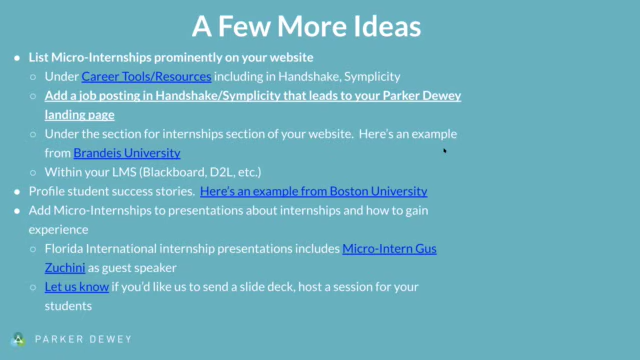 A Few More Ideas
● List Micro-Internships prominently on your website
○ Under Career Tools/Resources including in Handshake, Symplicity
○ Add a job posting in Handshake/Symplicity that leads to your Parker Dewey
landing page
○ Under the section for internships section of your website. Here's an example
from Brandeis University
○ Within your LMS (Blackboard, D2L, etc.)
● Profile student success stories. Here's an example from Boston University
● Add Micro-Internships to presentations about internships and how to gain
experience
○ Florida International internship presentations includes Micro-Intern Gus
Zuchini as guest speaker
○ Let us know if you'd like us to send a slide deck, host a session for your
students
PARKER DEWEY